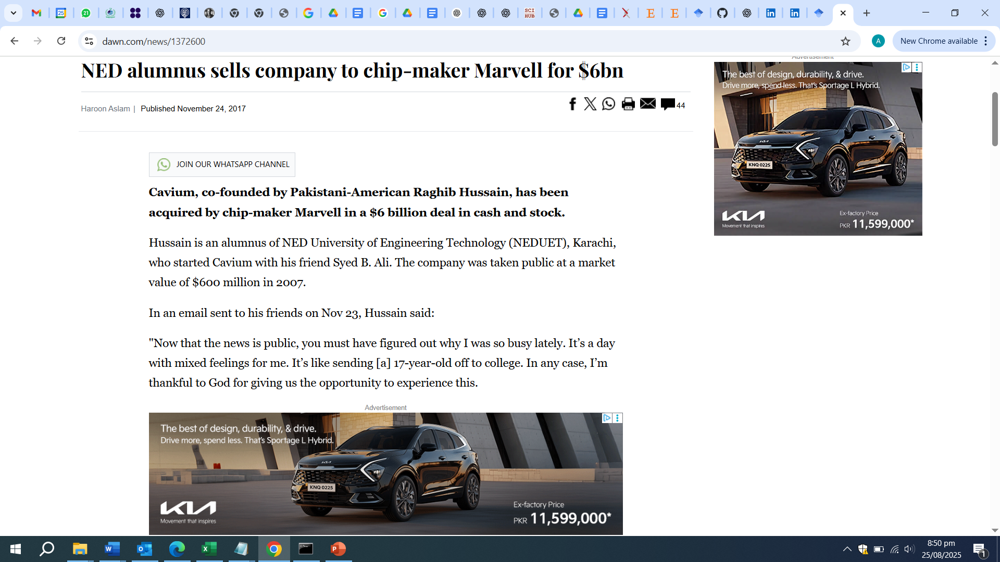 25
21
SCI
HUB
dawn.com/news/1372600
A
New Chrome available
NED alumnus sells company to chip-maker Marvell for $6bn
Haroon Aslam | Published November 24, 2017
44
JOIN OUR WHATSAPP CHANNEL
Cavium, co-founded by Pakistani-American Raghib Hussain, has been
acquired by chip-maker Marvell in a $6 billion deal in cash and stock.
Hussain is an alumnus of NED University of Engineering Technology (NEDUET), Karachi,
who started Cavium with his friend Syed B. Ali. The company was taken public at a market
value of $600 million in 2007.
In an email sent to his friends on Nov 23, Hussain said:
"Now that the news is public, you must have figured out why I was so busy lately. It’s a day
with mixed feelings for me. It’s like sending [a] 17-year-old off to college. In any case, I’m
thankful to God for giving us the opportunity to experience this.
Advertisement
The best of design, durability, & drive.
Drive more, spend less. That's Sportage L Hybrid.
KNQ 0225
KIA
Movement that inspires
Ex-factory Price
PKR 11,599,000*
Advertisement
The best of design, durability, & drive.
Drive more, spend less. That's Sportage L Hybrid.
KNQ 0225
KIA
Movement that inspires
Ex-factory Price
PKR 11,599,000*
8:50 pm
25/08/2025
1